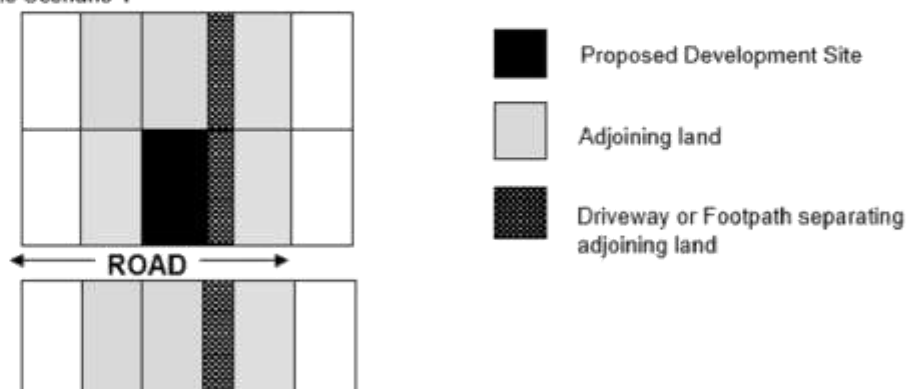 Proposed Development Site
Adjoining land
Driveway or Footpath separating
adjoining land
ROAD